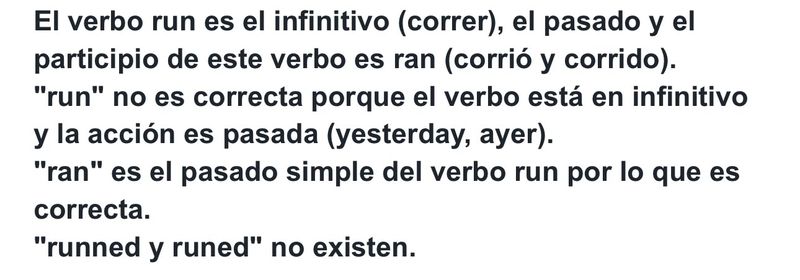 El verbo run es el infinitivo (correr), el pasado y el
participio de este verbo es ran (corrió y corrido).
"run" no es correcta porque el verbo está en infinitivo
y la acción es pasada (yesterday, ayer).
"ran" es el pasado simple del verbo run por lo que es
correcta.
"runned y runed" no existen.